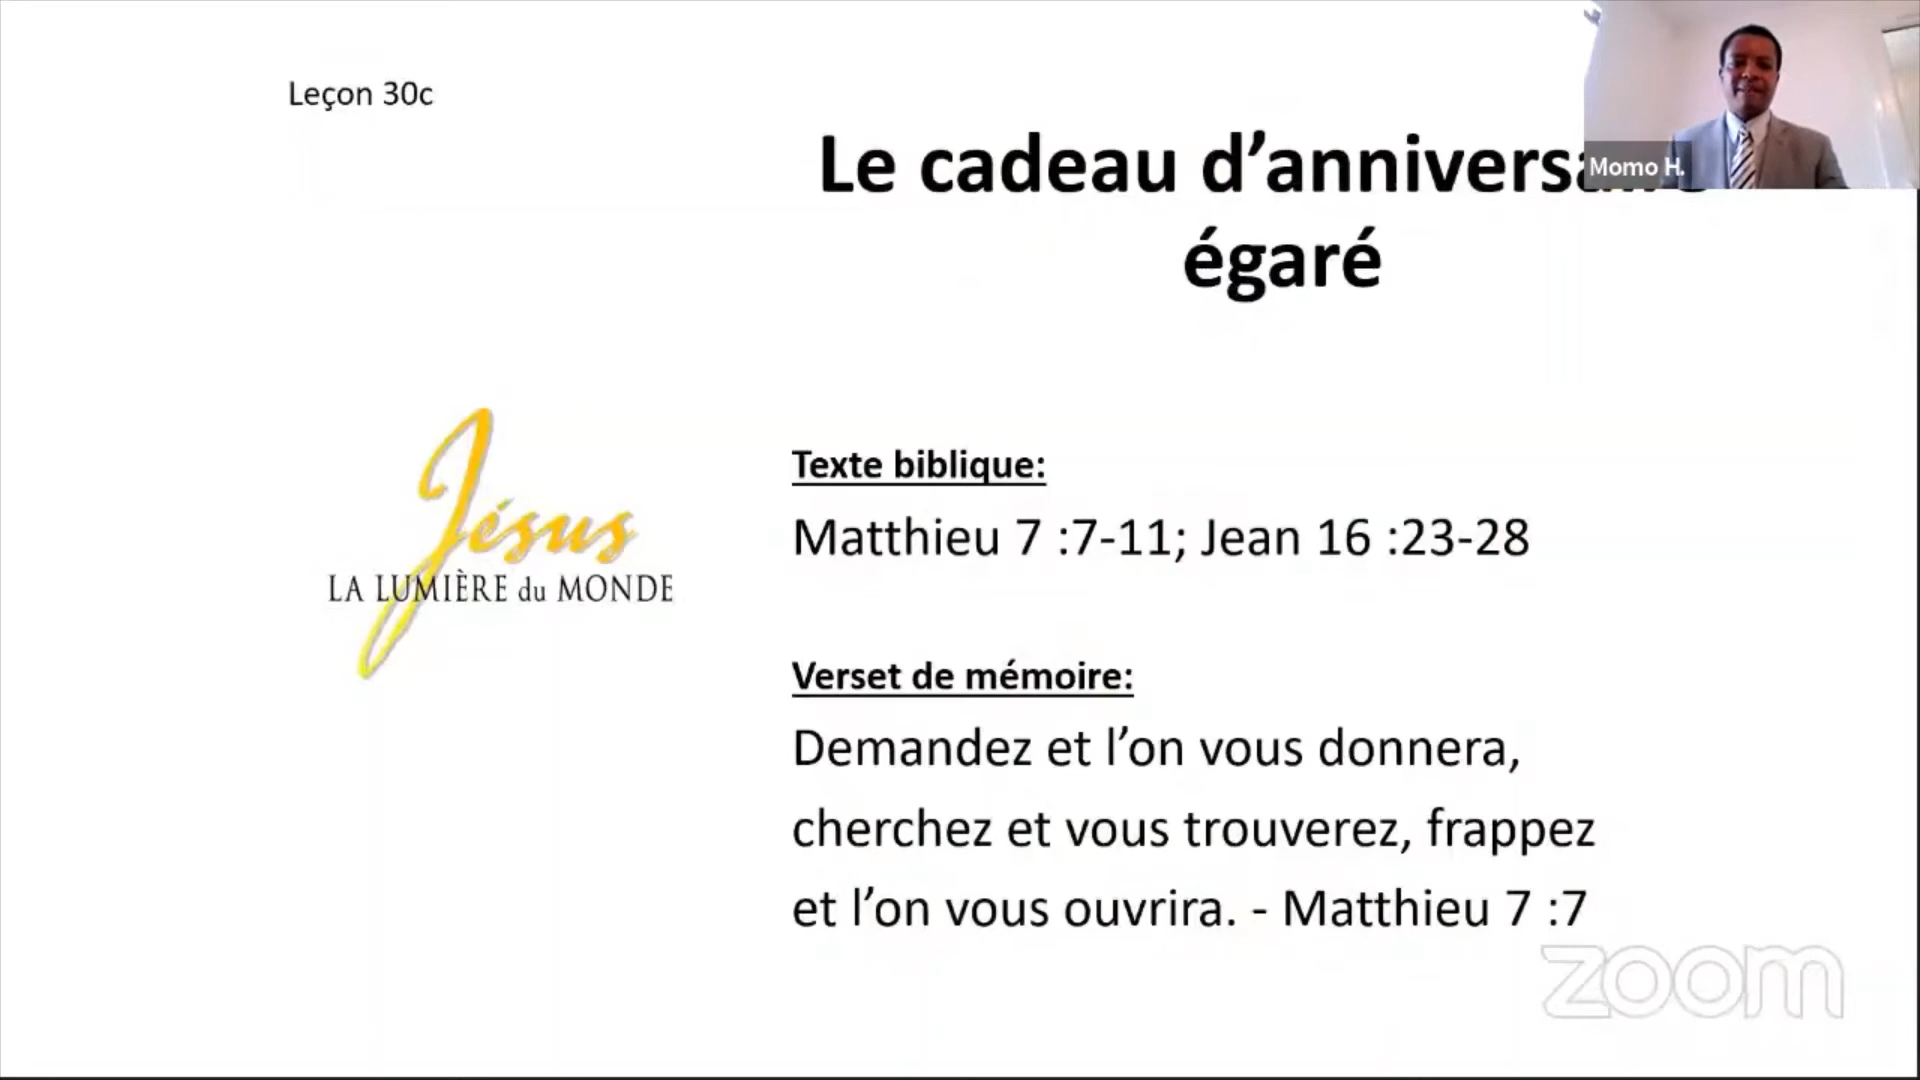 Leçon 30c
Le cadeau d’anniversa
égaré
Momo H.
Jésus
LA LUMIÈRE du MONDE
Texte biblique:
Matthieu 7 :7-11; Jean 16 :23-28
Verset de mémoire:
Demandez et l’on vous donnera,
cherchez et vous trouverez, frappez
et l’on vous ouvrira. - Matthieu 7 :7
zoom